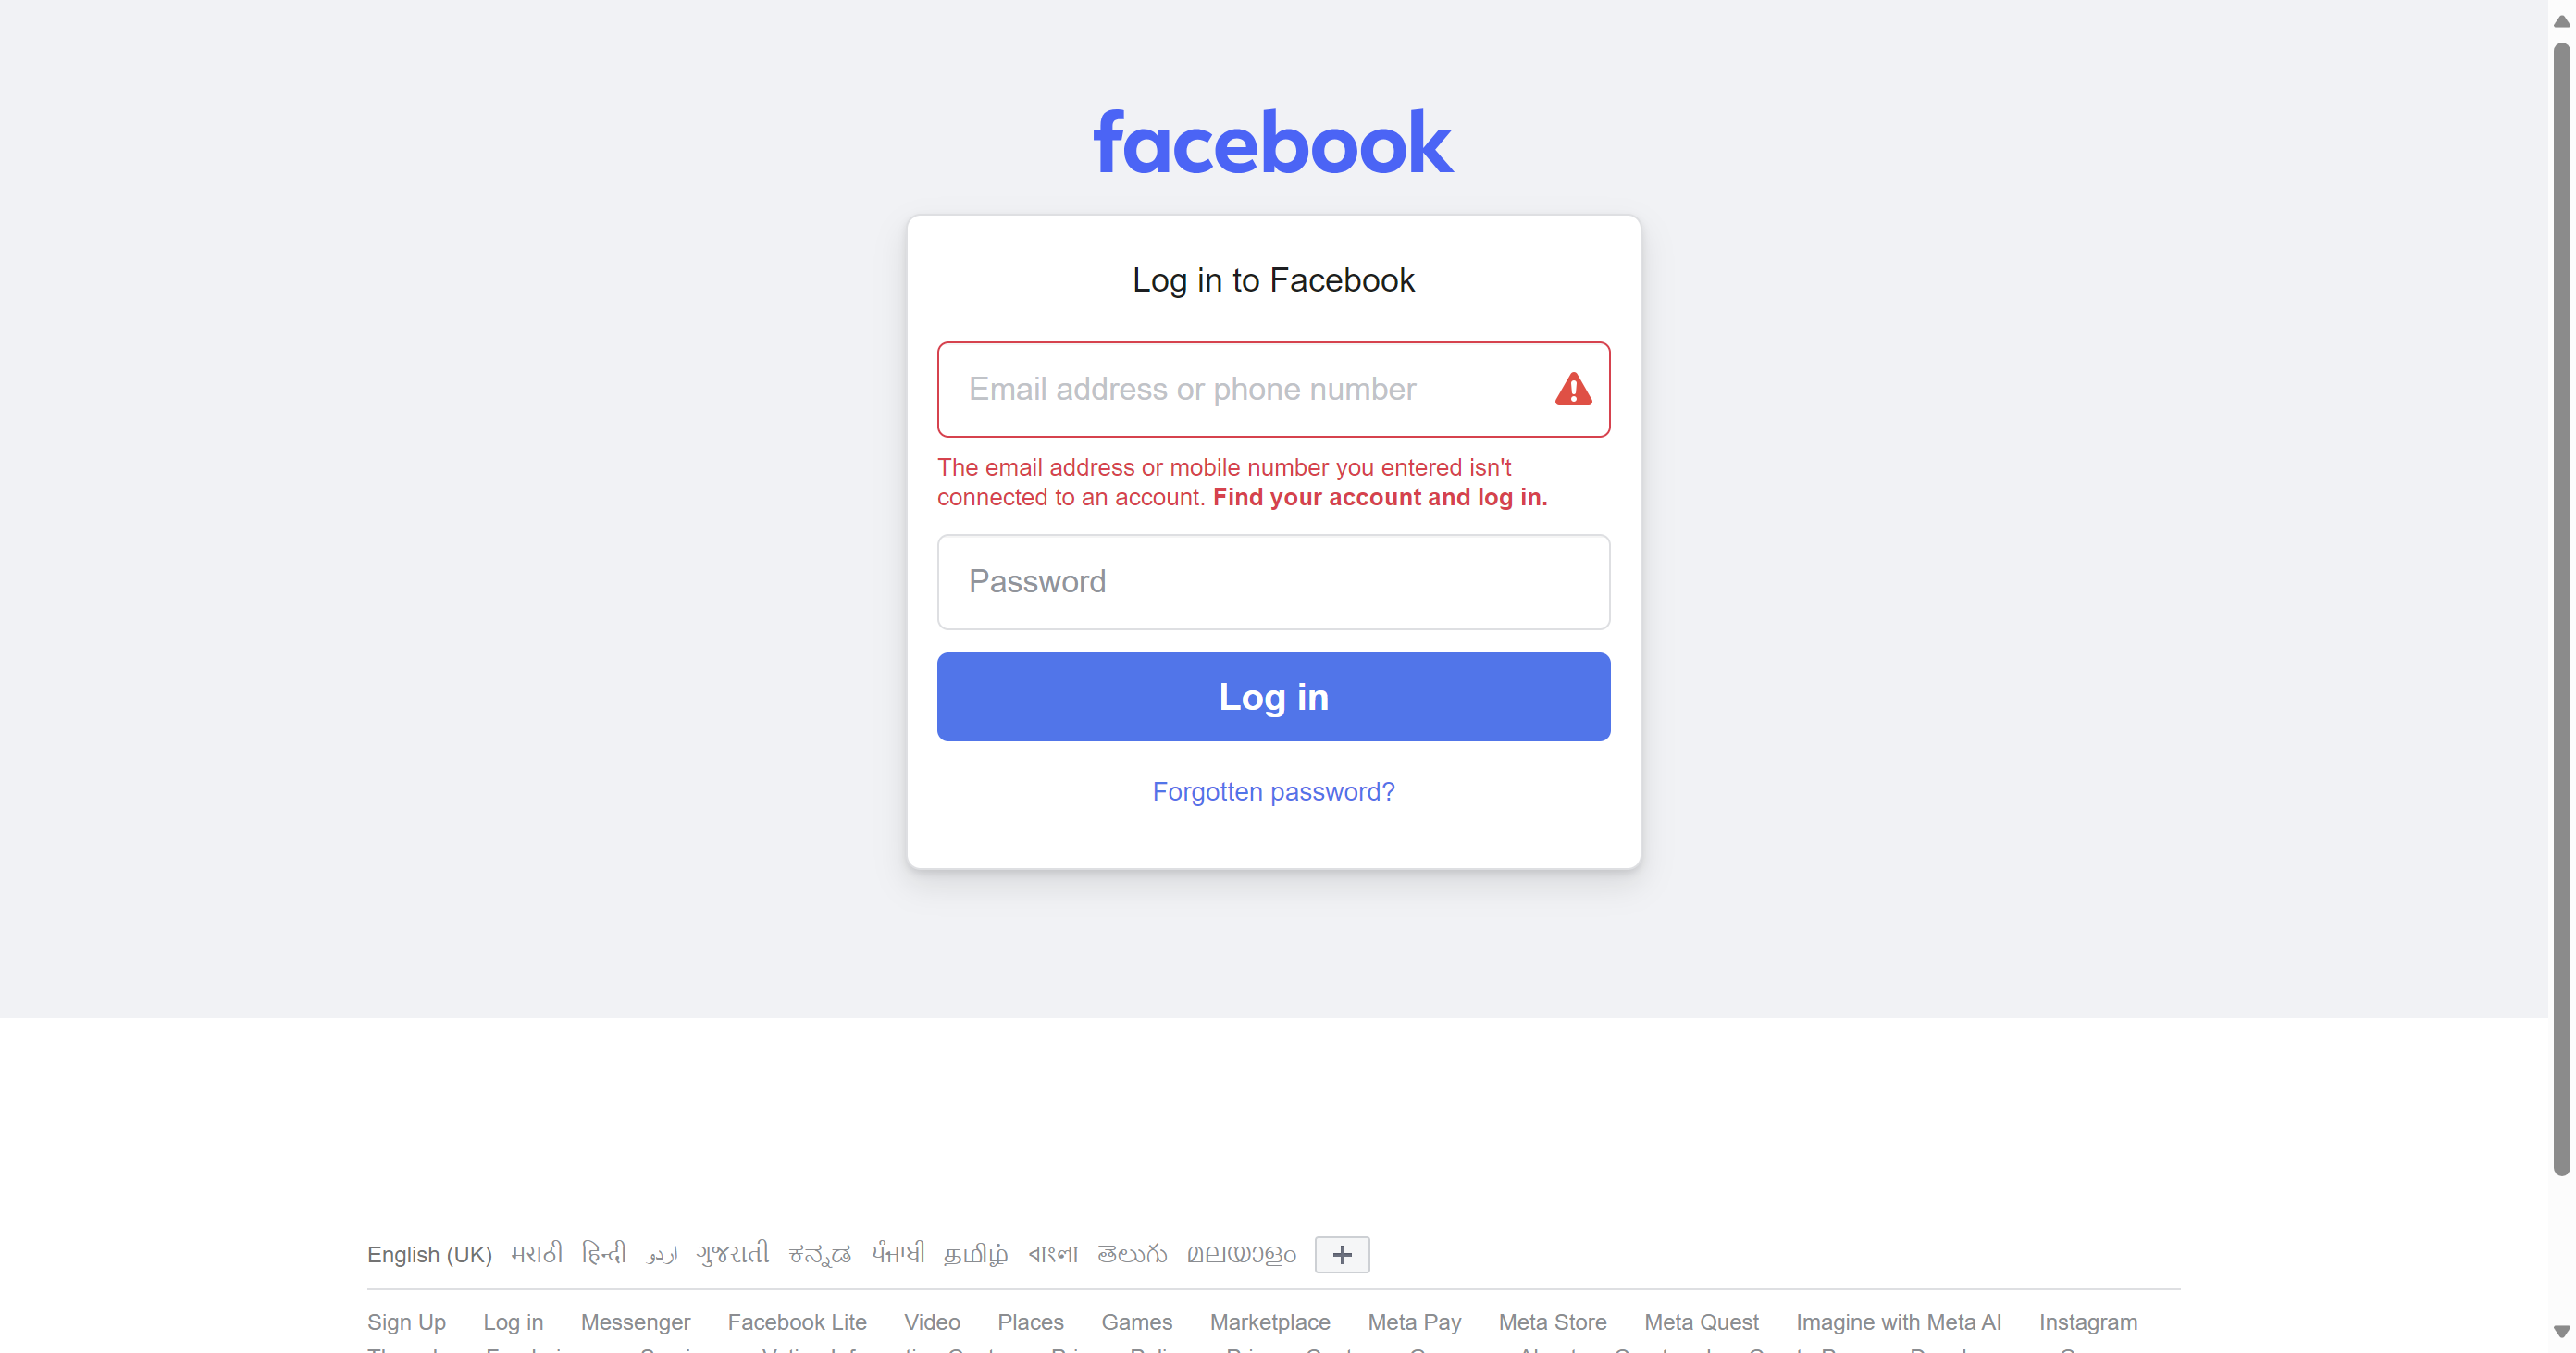 facebook
Log in to Facebook
Email address or phone number
The email address or mobile number you entered isn't
connected to an account. Find your account and log in.
Password
Log in
Forgotten password?
English (UK) मराठी हिन्दी اردو ગુજરાતી ಕನ್ನಡ ਪੰਜਾਬੀ தமிழ் বাংলা తెలుగు മലയാളം
Sign Up Log in Messenger Facebook Lite Video Places Games Marketplace Meta Pay Meta Store Meta Quest Imagine with Meta AI Instagram